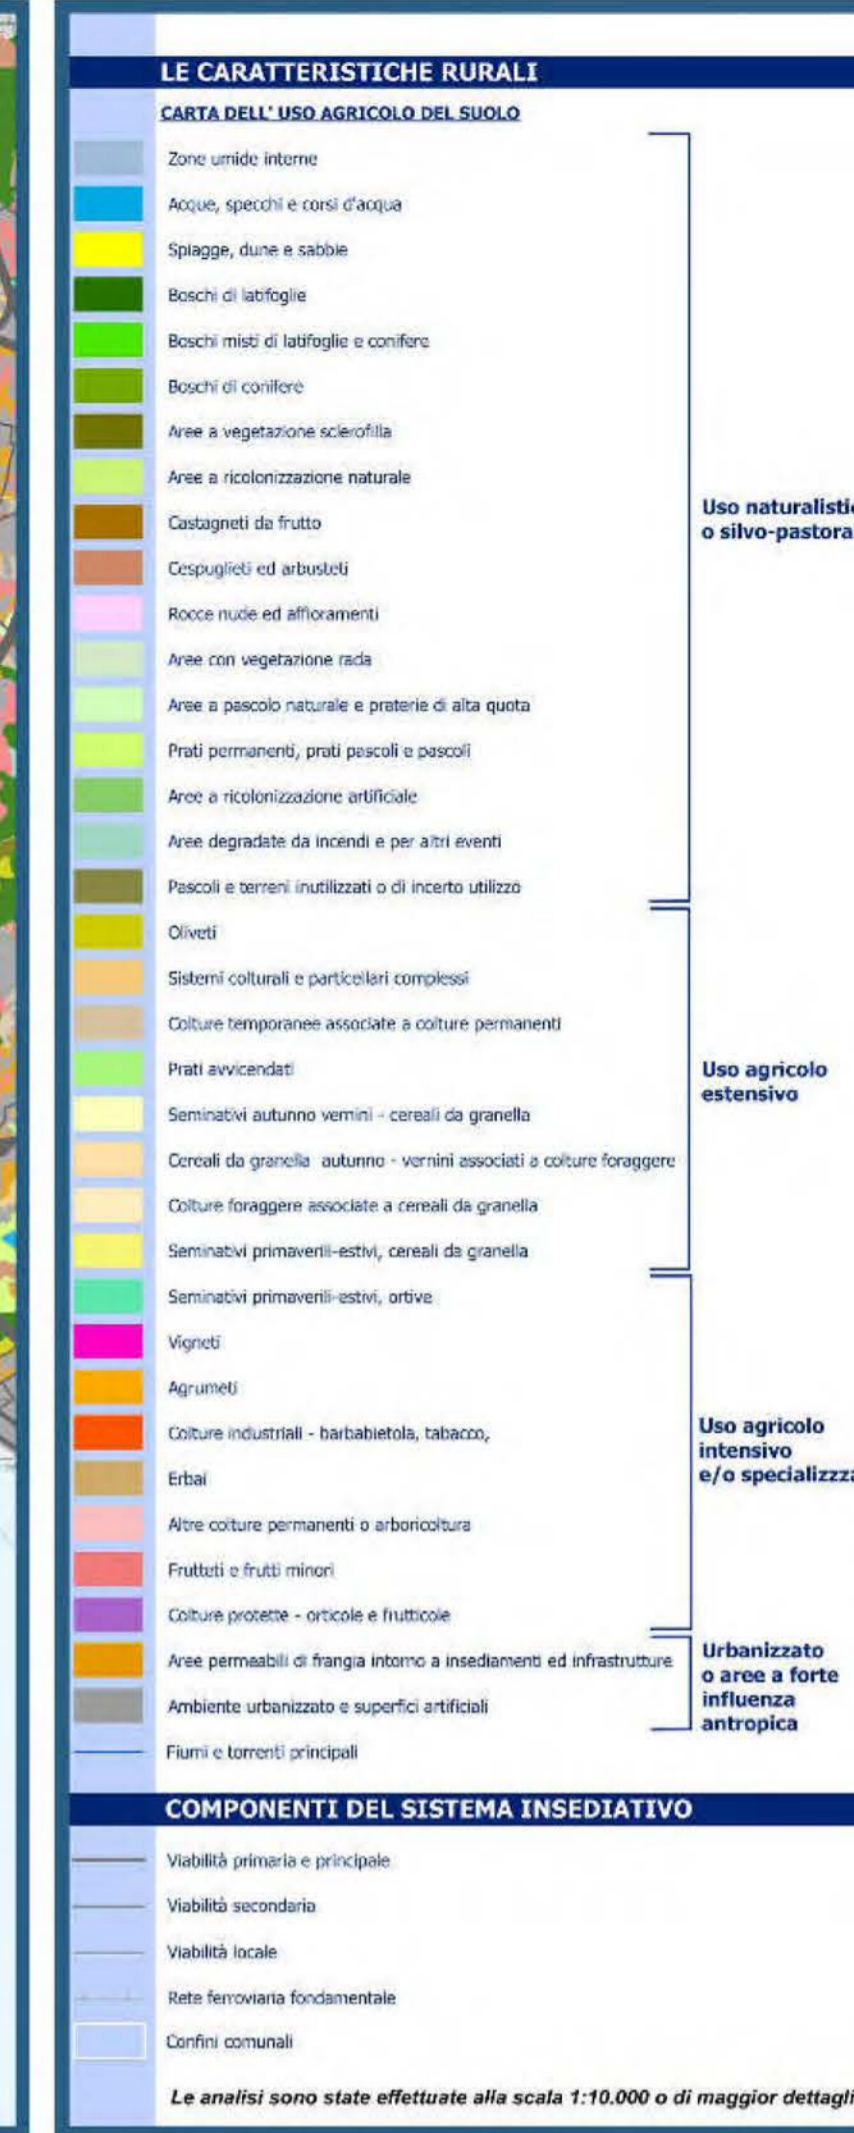 LE CARATTERISTICHE RURALI
CARTA DELL' USO AGRICOLO DEL SUOLO
Zone umide interne
Acque, specchi e corsi d'acqua
Spiagge, dune e sabbie
Boschi di latifoglie
Boschi misti di latifoglie e conifere
Boschi di conifere
Aree a vegetazione sclerofilla
Aree a ricolonizzazione naturale
Castagneti da frutto
Cespuglieti ed arbusteti
Rocce nude ed affioramenti
Aree con vegetazione rada
Aree a pascolo naturale e praterie di alta quota
Prati permanenti, prati pascoli e pascoli
Aree a ricolonizzazione artificiale
Aree degradate da incendi e per altri eventi
Pascoli e terreni inutilizzati o di incerto utilizzo
Uso naturalistic
o silvo-pastora
Oliveti
Sistemi colturali e particellari complessi
Colture temporanee associate a colture permanenti
Prati avvicendati
Seminativi autunno vernini - cereali da granella
Cereali da granella autunno - vernini associati a colture foraggere
Colture foraggere associate a cereali da granella
Seminativi primaverili-estivi, cereali da granella
Uso agricolo
estensivo
Seminativi primaverili-estivi, ortive
Vigneti
Agrumeti
Colture industriali - barbabietola, tabacco,
Erbai
Altre colture permanenti o arboricoltura
Frutteti e frutti minori
Colture protette - orticole e frutticole
Uso agricolo
intensivo
e/o specializzza
Aree permeabili di frangia intorno a insediamenti ed infrastrutture
Ambiente urbanizzato e superfici artificiali
Urbanizzato
o aree a forte
influenza
antropica
Fiumi e torrenti principali
COMPONENTI DEL SISTEMA INSEDIATIVO
Viabilità primaria e principale
Viabilità secondaria
Viabilità locale
Rete ferroviaria fondamentale
Confini comunali
Le analisi sono state effettuate alla scala 1:10.000 o di maggior dettagli